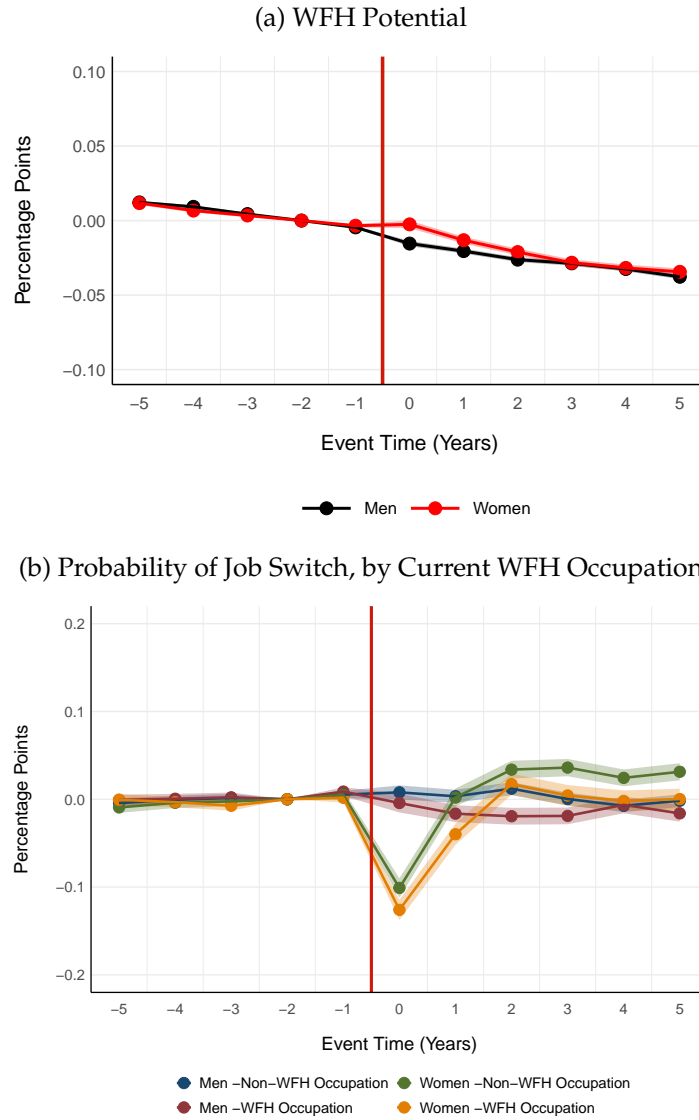 (a) WFH Potential
0.10
0.05
0.00
−0.05
−0.10
Percentage Points
−5 −4 −3 −2 −1 0 1 2 3 4 5
Event Time (Years)
Men Women
(b) Probability of Job Switch, by Current WFH Occupation
0.2
0.1
0.0
−0.1
−0.2
Percentage Points
−5 −4 −3 −2 −1 0 1 2 3 4 5
Event Time (Years)
Men −Non−WFH Occupation Women −Non−WFH Occupation
Men −WFH Occupation Women −WFH Occupation